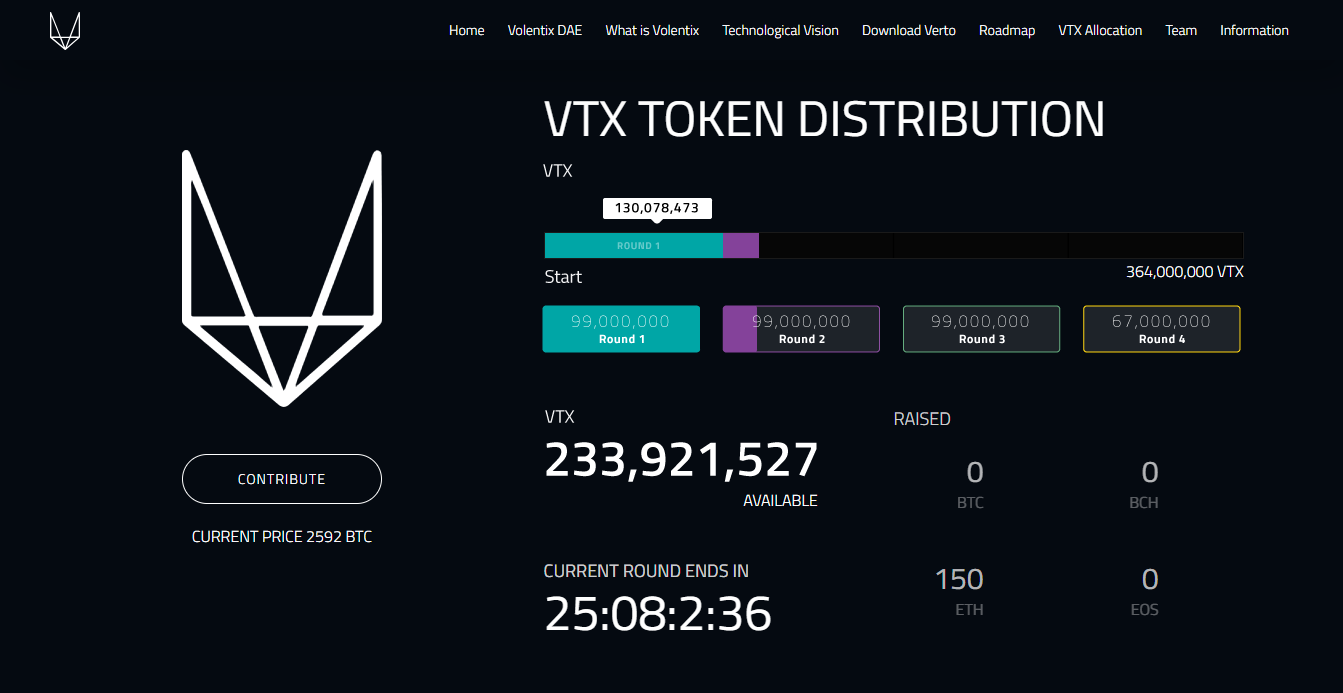 Home Volentix DAE What is Volentix Technological Vision Download Verto Roadmap VTX Allocation Team Information
VTX TOKEN DISTRIBUTION
VTX
130,078,473
ROUND 1
Start
364,000,000 VTX
99,000,000
Round 1
99,000,000
Round 2
99,000,000
Round 3
67,000,000
Round 4
CONTRIBUTE
CURRENT PRICE 2592 BTC
VTX
233,921,527
AVAILABLE
CURRENT ROUND ENDS IN
25:08:2:36
RAISED
0
BTC
0
BCH
150
ETH
0
EOS